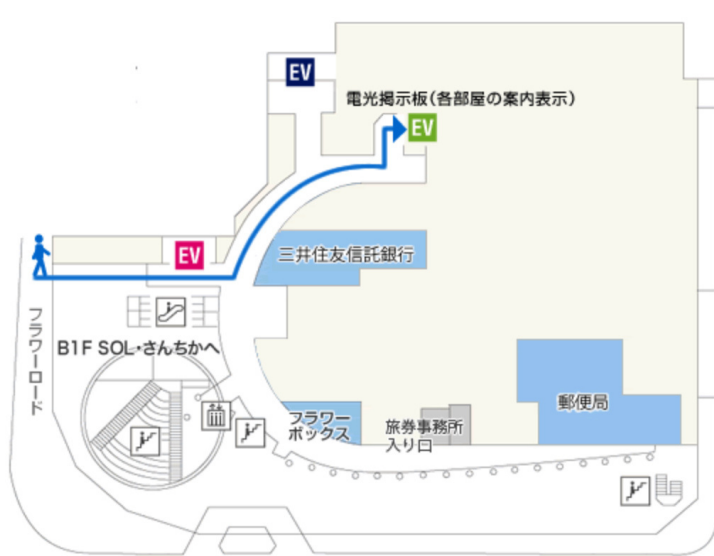 EV
電光掲示板(各部屋の案内表示)
EV
EV
三井住友信託銀行
フラワーロード
B1F SOL・さんちかへ
フラワー
ボックス
旅券事務所
入り口
郵便局